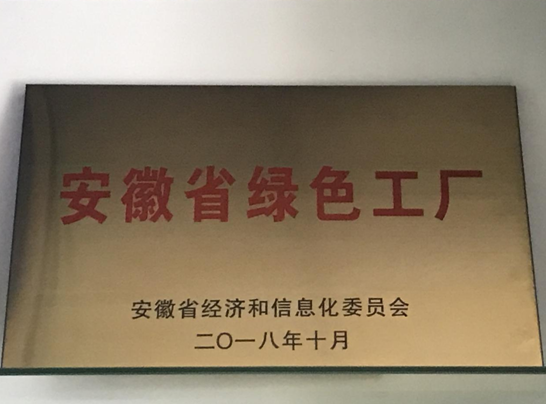 安徽省绿色工厂
安徽省经济和信息化委员会
二〇一八年十月